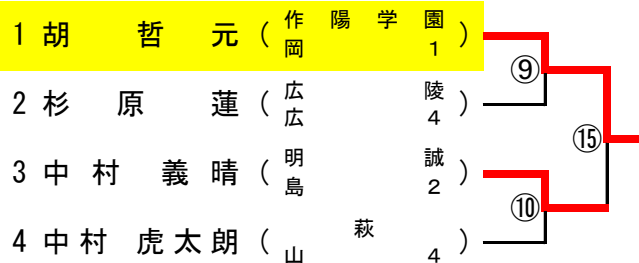 1 胡 哲 元 ( 作陽学園 岡 1 )
⑨
2 杉 原 蓮 ( 広陵 広 4 )
⑮
3 中 村 義 晴 ( 明誠 島 2 )
⑩
4 中 村 虎 太 朗 ( 萩 山 4 )